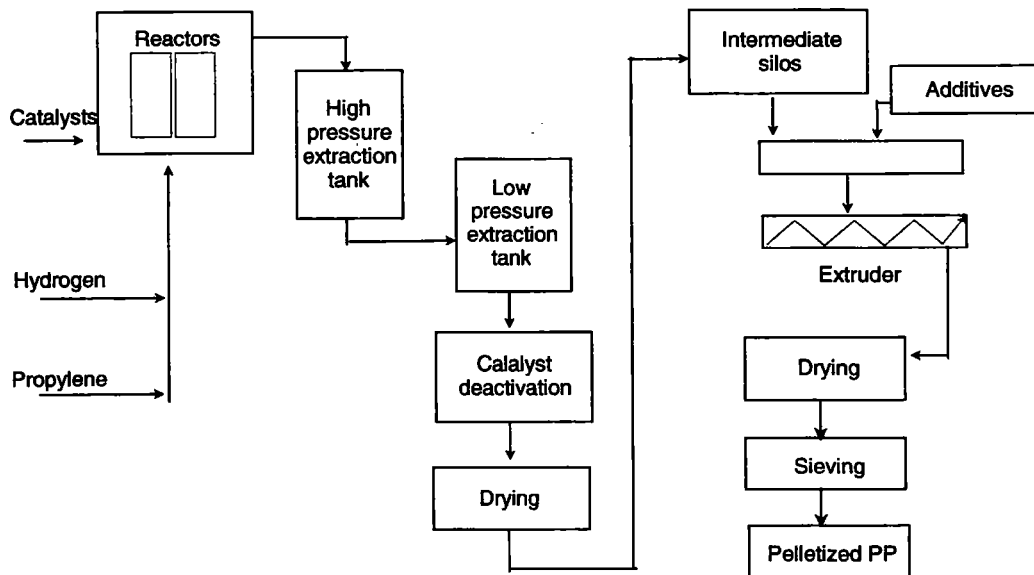 Reactors
Catalysts
Hydrogen
Propylene
High
pressure
extraction
tank
Low
pressure
extraction
tank
Calalyst
deactivation
Drying
Intermediate
silos
Additives
Extruder
Drying
Sieving
Pelletized PP